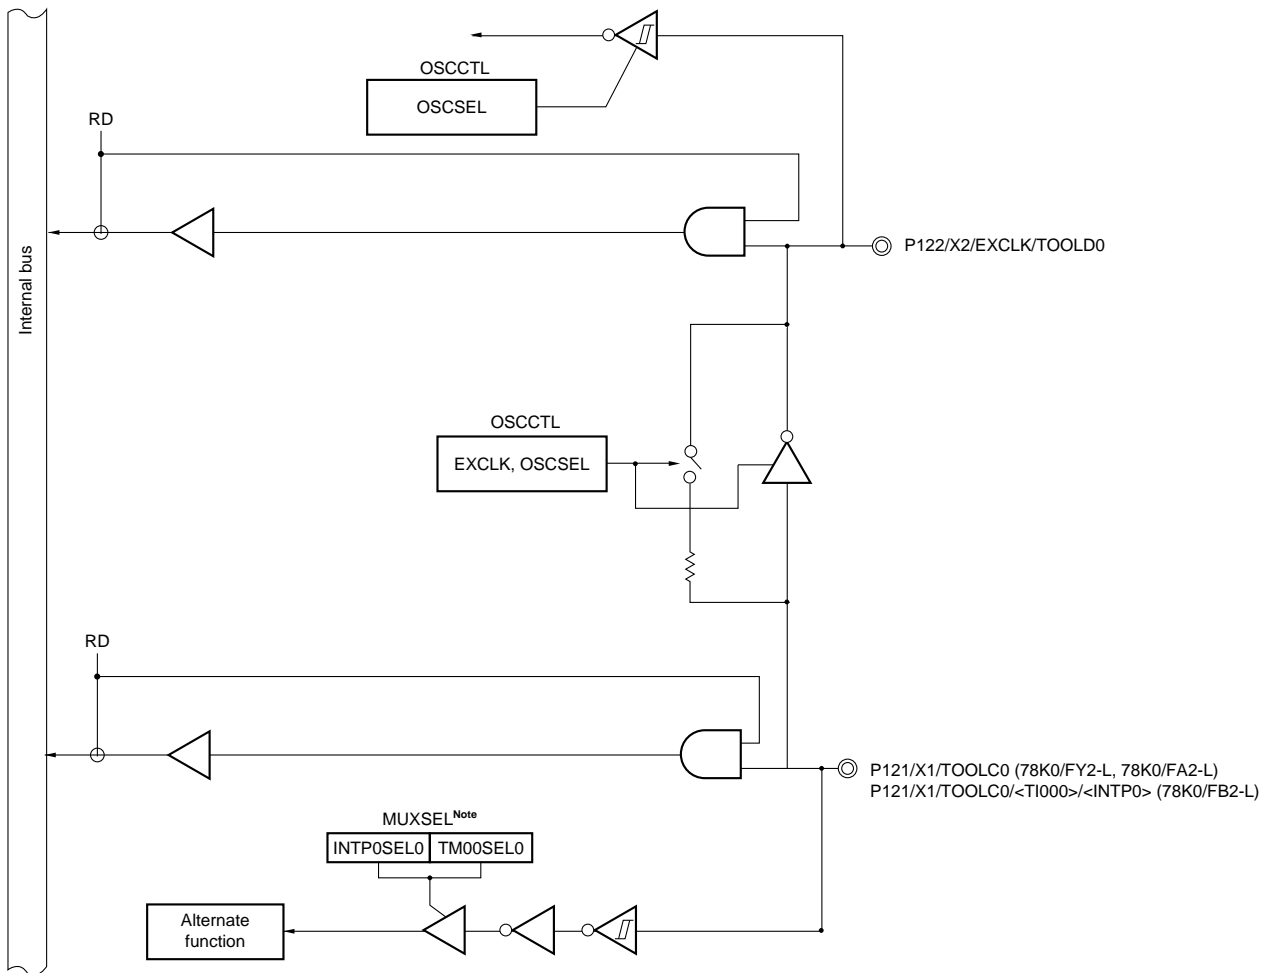 OSCCTL
OSCSEL
RD
Internal bus
P122/X2/EXCLK/TOOLD0
OSCCTL
EXCLK, OSCSEL
RD
P121/X1/TOOLC0 (78K0/FY2-L, 78K0/FA2-L)
P121/X1/TOOLC0/<TI000>/<INTP0> (78K0/FB2-L)
MUXSELNote
INTP0SEL0 TM00SEL0
Alternate
function